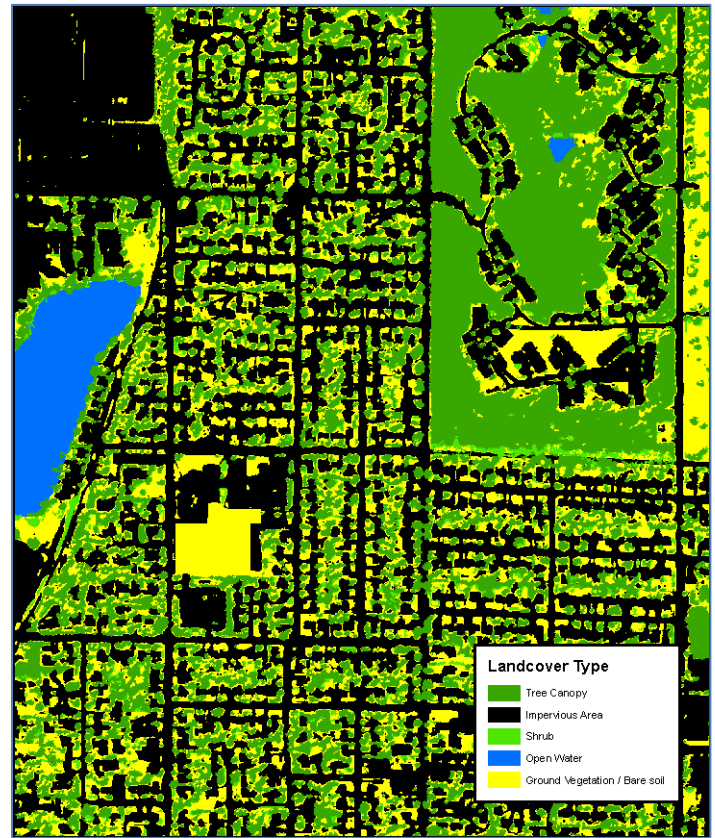 Landcover Type
Tree Canopy
Impervious Area
Shrub
Open Water
Ground Vegetation / Bare soil